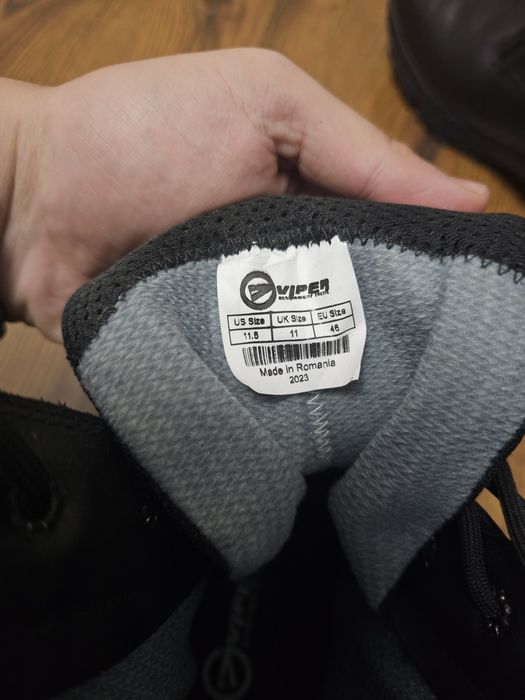 VIPER
US Size UK Size EU Size
11.5 11 46
Made in Romania
2023